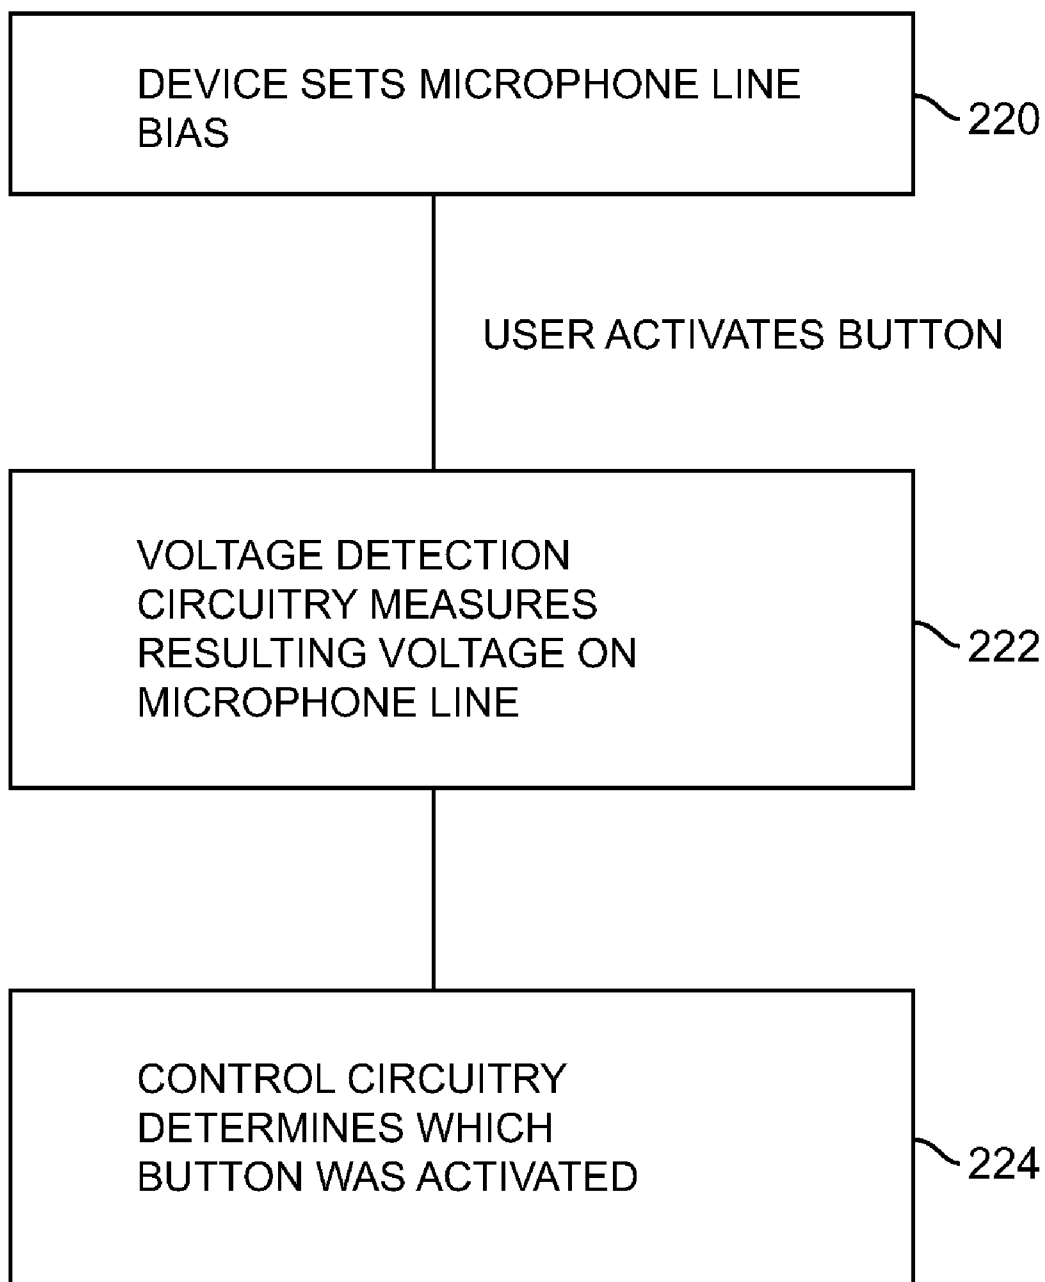 DEVICE SETS MICROPHONE LINE
BIAS
220
USER ACTIVATES BUTTON
VOLTAGE DETECTION
CIRCUITRY MEASURES
RESULTING VOLTAGE ON
MICROPHONE LINE
222
CONTROL CIRCUITRY
DETERMINES WHICH
BUTTON WAS ACTIVATED
224